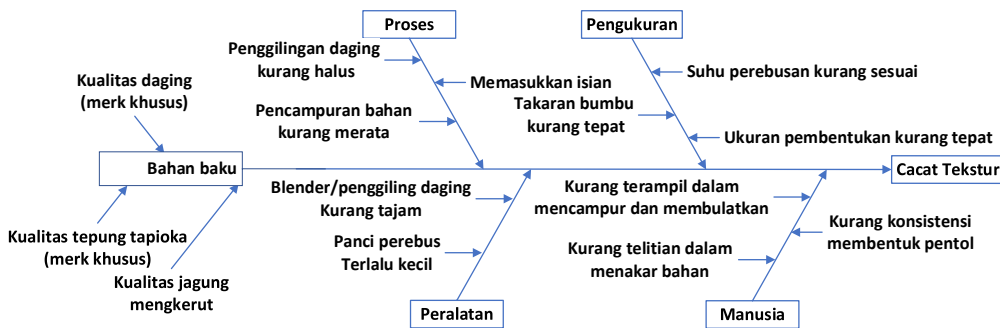 Proses
Pengukuran
Penggilingan daging
kurang halus
Suhu perebusan kurang sesuai
Kualitas daging
(merk khusus)
Memasukkan isian
Takaran bumbu
kurang tepat
Pencampuran bahan
kurang merata
Ukuran pembentukan kurang tepat
Bahan baku
Cacat Tekstur
Blender/penggiling daging
Kurang tajam
Kurang terampil dalam
mencampur dan membulatkan
Kurang konsistensi
membentuk pentol
Kualitas tepung tapioka
(merk khusus)
Panci perebus
Terlalu kecil
Kurang telitian dalam
menakar bahan
Kualitas jagung
mengkerut
Peralatan
Manusia